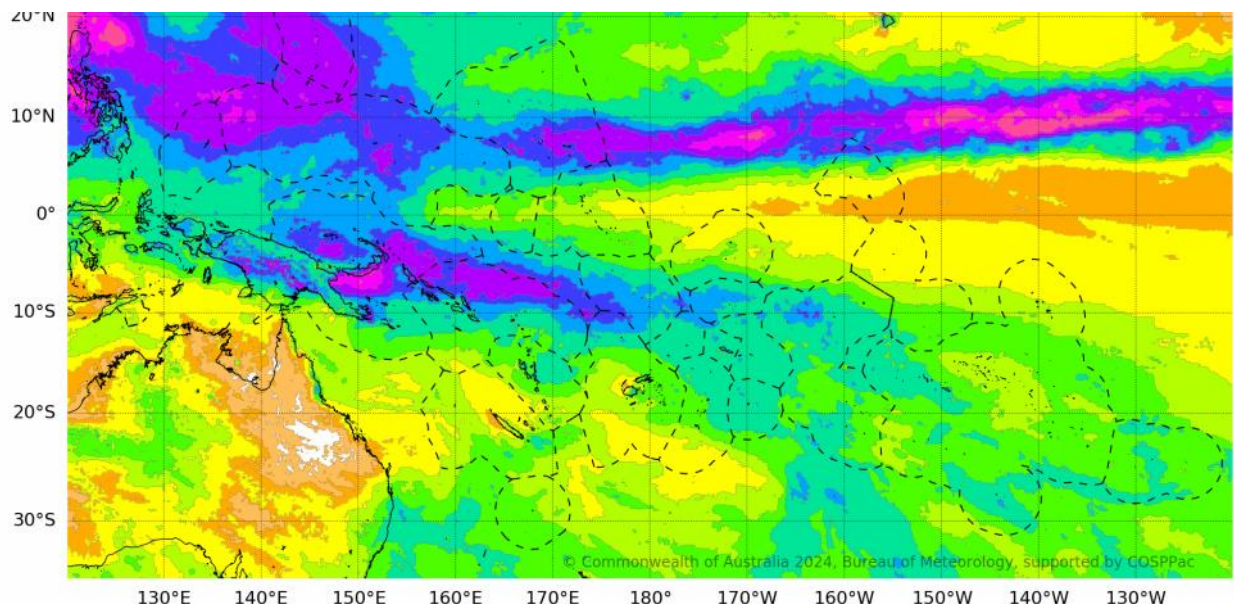 20°N
10°N
0°
10°S
20°S
30°S
© Commonwealth of Australia 2024, Bureau of Meteorology, supported by COSPPac
130°E 140°E 150°E 160°E 170°E 180° 170°W 160°W 150°W 140°W 130°W